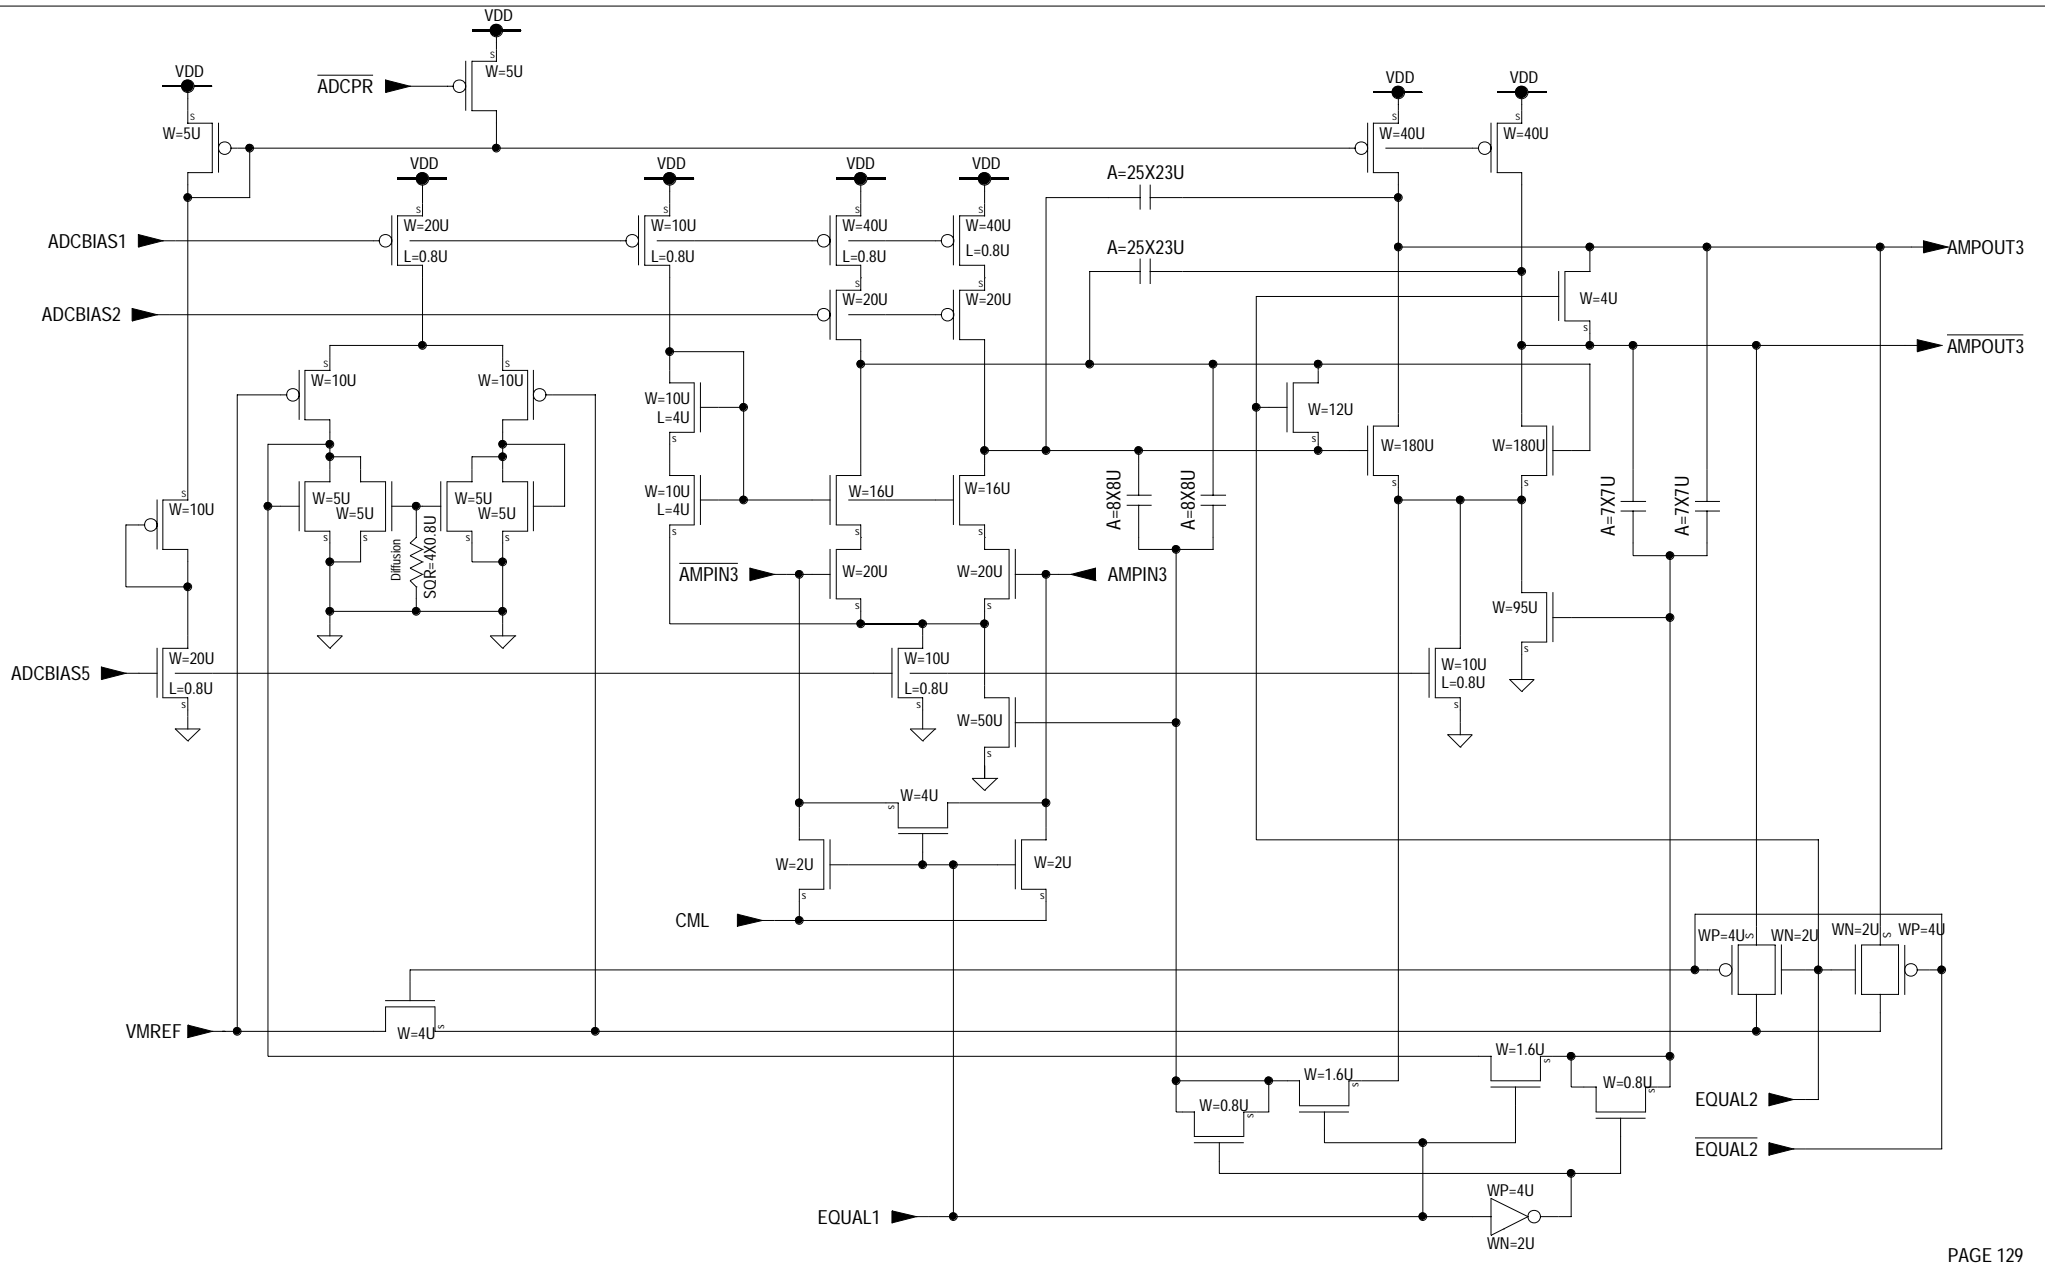 VDD
S
W=5U
ADCPR
VDD
S
W=5U
VDD
S
W=40U
VDD
S
W=40U
VDD
S
W=20U
L=0.8U
VDD
S
W=10U
L=0.8U
VDD
S
W=40U
L=0.8U
VDD
S
W=40U
L=0.8U
A=25X23U
A=25X23U
ADCBIAS1
ADCBIAS2
S
W=20U
S
W=20U
AMPOUT3
W=4U
S
AMPOUT3
S
W=10U
S
W=10U
W=10U
L=4U
S
W=12U
S
W=180U
S
W=180U
S
W=5U
W=5U
S
S
W=5U
W=5U
S
S
Diffusion
SQR=4X0.8U
W=10U
L=4U
S
W=16U
S
W=16U
S
A=8X8U
A=8X8U
A=7X7U
A=7X7U
S
W=10U
AMPIN3
W=20U
S
W=20U
S
AMPIN3
W=95U
S
ADCBIAS5
W=20U
L=0.8U
S
W=10U
L=0.8U
S
W=10U
L=0.8U
S
W=50U
S
W=4U
S
W=2U
S
W=2U
S
CML
WP=4U
S
WN=2U
WN=2U
S
WP=4U
VMREF
W=4U
S
W=1.6U
S
W=1.6U
S
W=0.8U
S
W=0.8U
S
EQUAL2
EQUAL2
WP=4U
EQUAL1
WN=2U
PAGE 129